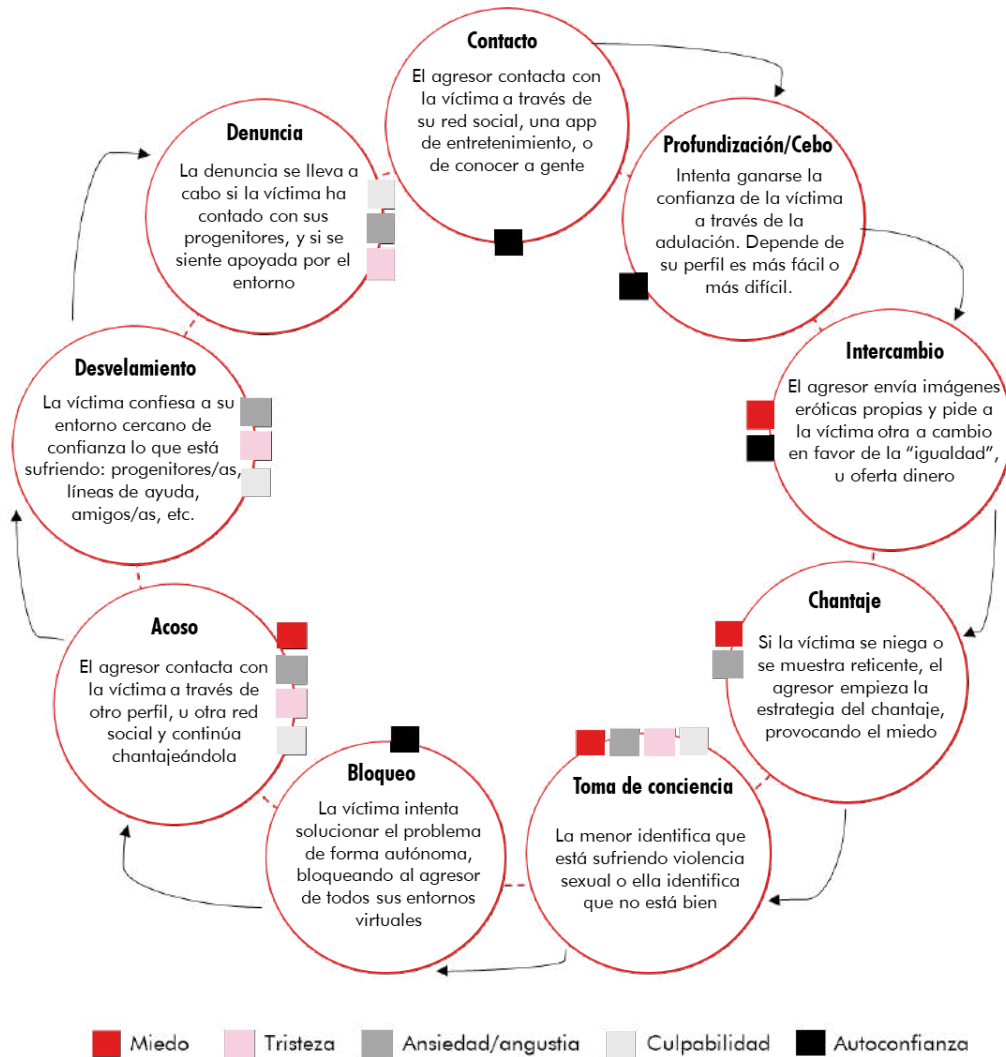 Contacto
El agresor contacta con
la víctima a través de
su red social, una app
de entretenimiento, o
de conocer a gente
Profundización/Cebo
Intenta ganarse la
confianza de la víctima
a través de la
adulación. Depende de
su perfil es más fácil o
más difícil.
Intercambio
El agresor envía imágenes
eróticas propias y pide a
la víctima otra a cambio
en favor de la “igualdad”,
u oferta dinero
Chantaje
Si la víctima se niega o
se muestra reticente, el
agresor empieza la
estrategia del chantaje,
provocando el miedo
Toma de conciencia
La menor identifica que
está sufriendo violencia
sexual o ella identifica
que no está bien
Bloqueo
La víctima intenta
solucionar el problema
de forma autónoma,
bloqueando al agresor
de todos sus entornos
virtuales
Acoso
El agresor contacta con
la víctima a través de
otro perfil, u otra red
social y continúa
chantajeándola
Desvelamiento
La víctima confiesa a su
entorno cercano de
confianza lo que está
sufriendo: progenitores/as,
líneas de ayuda,
amigos/as, etc.
Denuncia
La denuncia se lleva a
cabo si la víctima ha
contado con sus
progenitores, y si se
siente apoyada por el
entorno
Miedo
Tristeza
Ansiedad/angustia
Culpabilidad
Autoconfianza